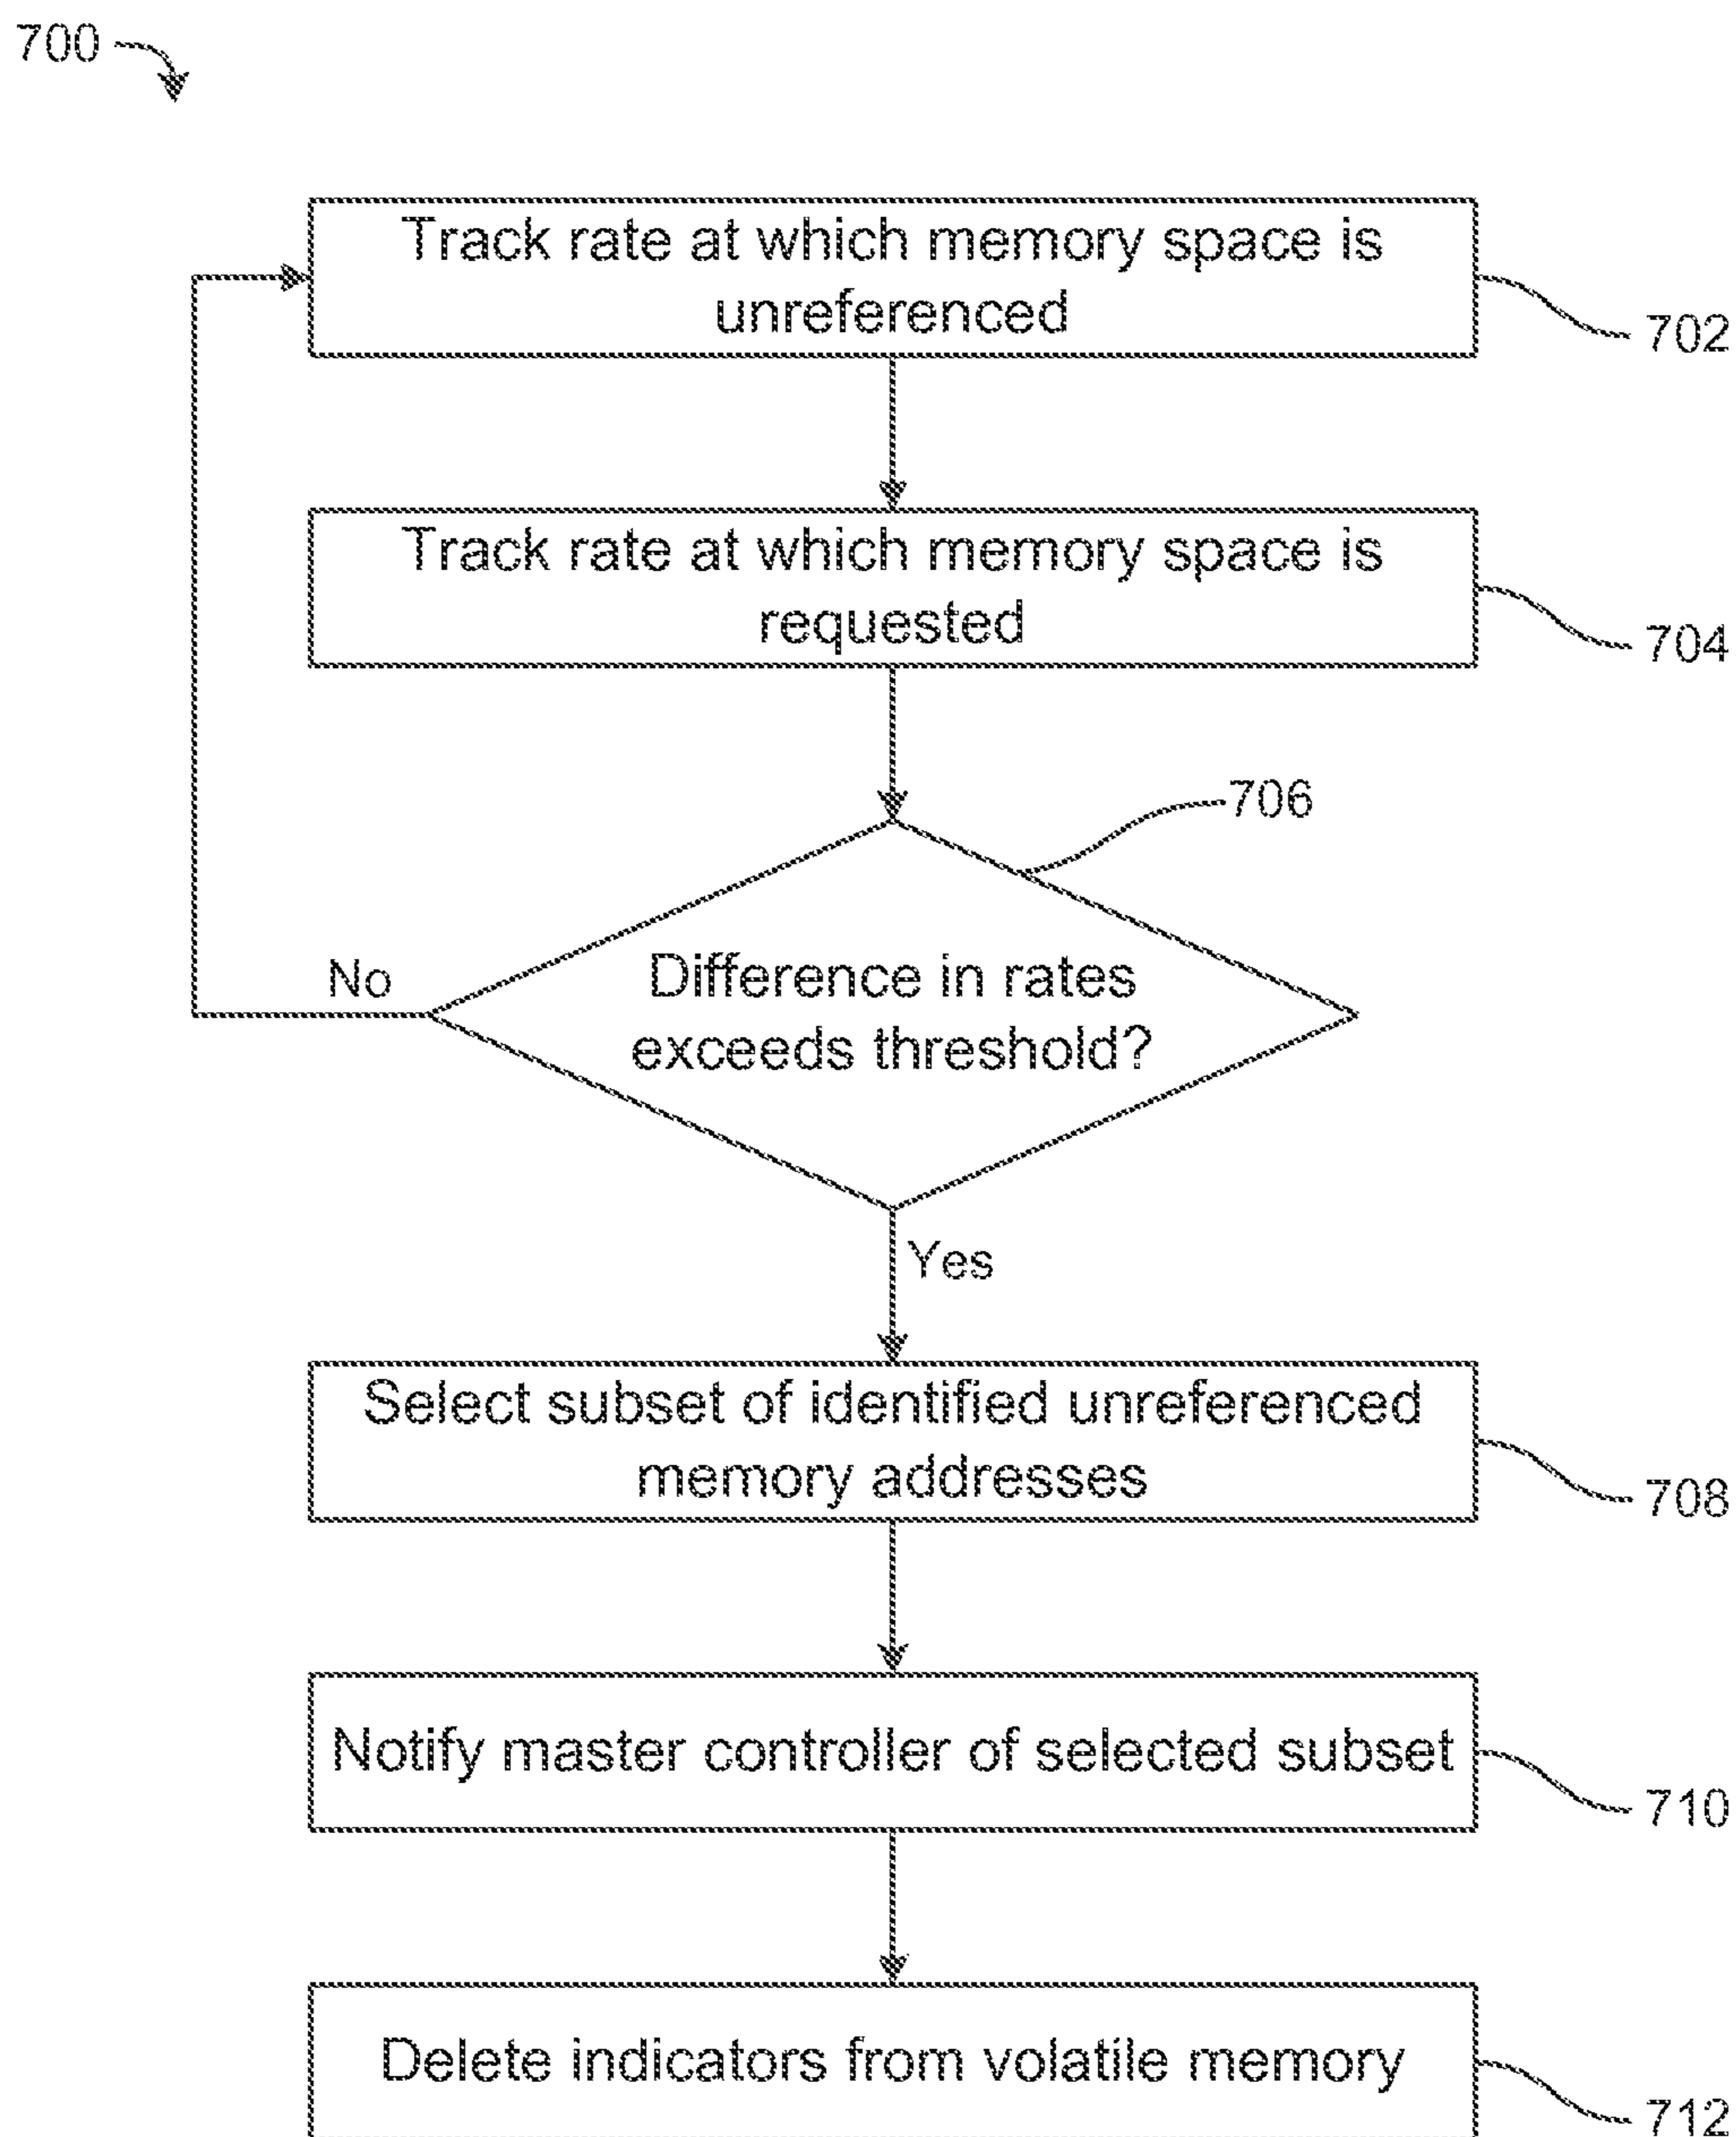 700
Track rate at which memory space is
unreferenced
702
Track rate at which memory space is
requested
704
706
Difference in rates
exceeds threshold?
No
Yes
Select subset of identified unreferenced
memory addresses
708
Notify master controller of selected subset
710
Delete indicators from volatile memory
712